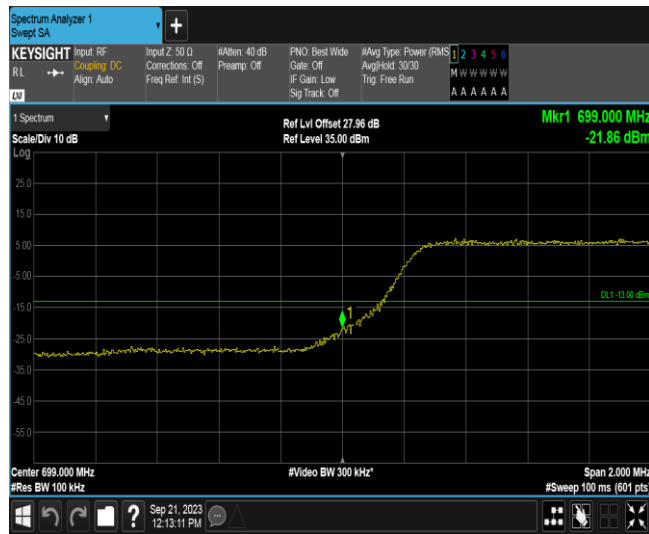 Spectrum Analyzer 1
Swept SA
+
KEYSIGHT
RL
LXI
Input: RF
Coupling: DC
Align: Auto
Input Z: 50 Ω
Corrections: Off
Freq Ref: Int (S)
#Atten: 40 dB
Preamp: Off
PNO: Best Wide
Gate: Off
IF Gain: Low
Sig Track: Off
#Avg Type: Power (RMS
Avg|Hold: 30/30
Trig: Free Run
1 2 3 4 5 6
M W W W W W
A A A A A A
1 Spectrum
Scale/Div 10 dB
Log
Ref Lvl Offset 27.96 dB
Ref Level 35.00 dBm
Mkr1 699.000 MHz
-21.86 dBm
25.0
15.0
5.00
-5.00
DL1 -13.00 dBm
-15.0
1
-25.0
-35.0
-45.0
-55.0
Center 699.000 MHz
#Res BW 100 kHz
#Video BW 300 kHz*
Span 2.000 MHz
#Sweep 100 ms (601 pts
?
Sep 21, 2023
12:13:11 PM